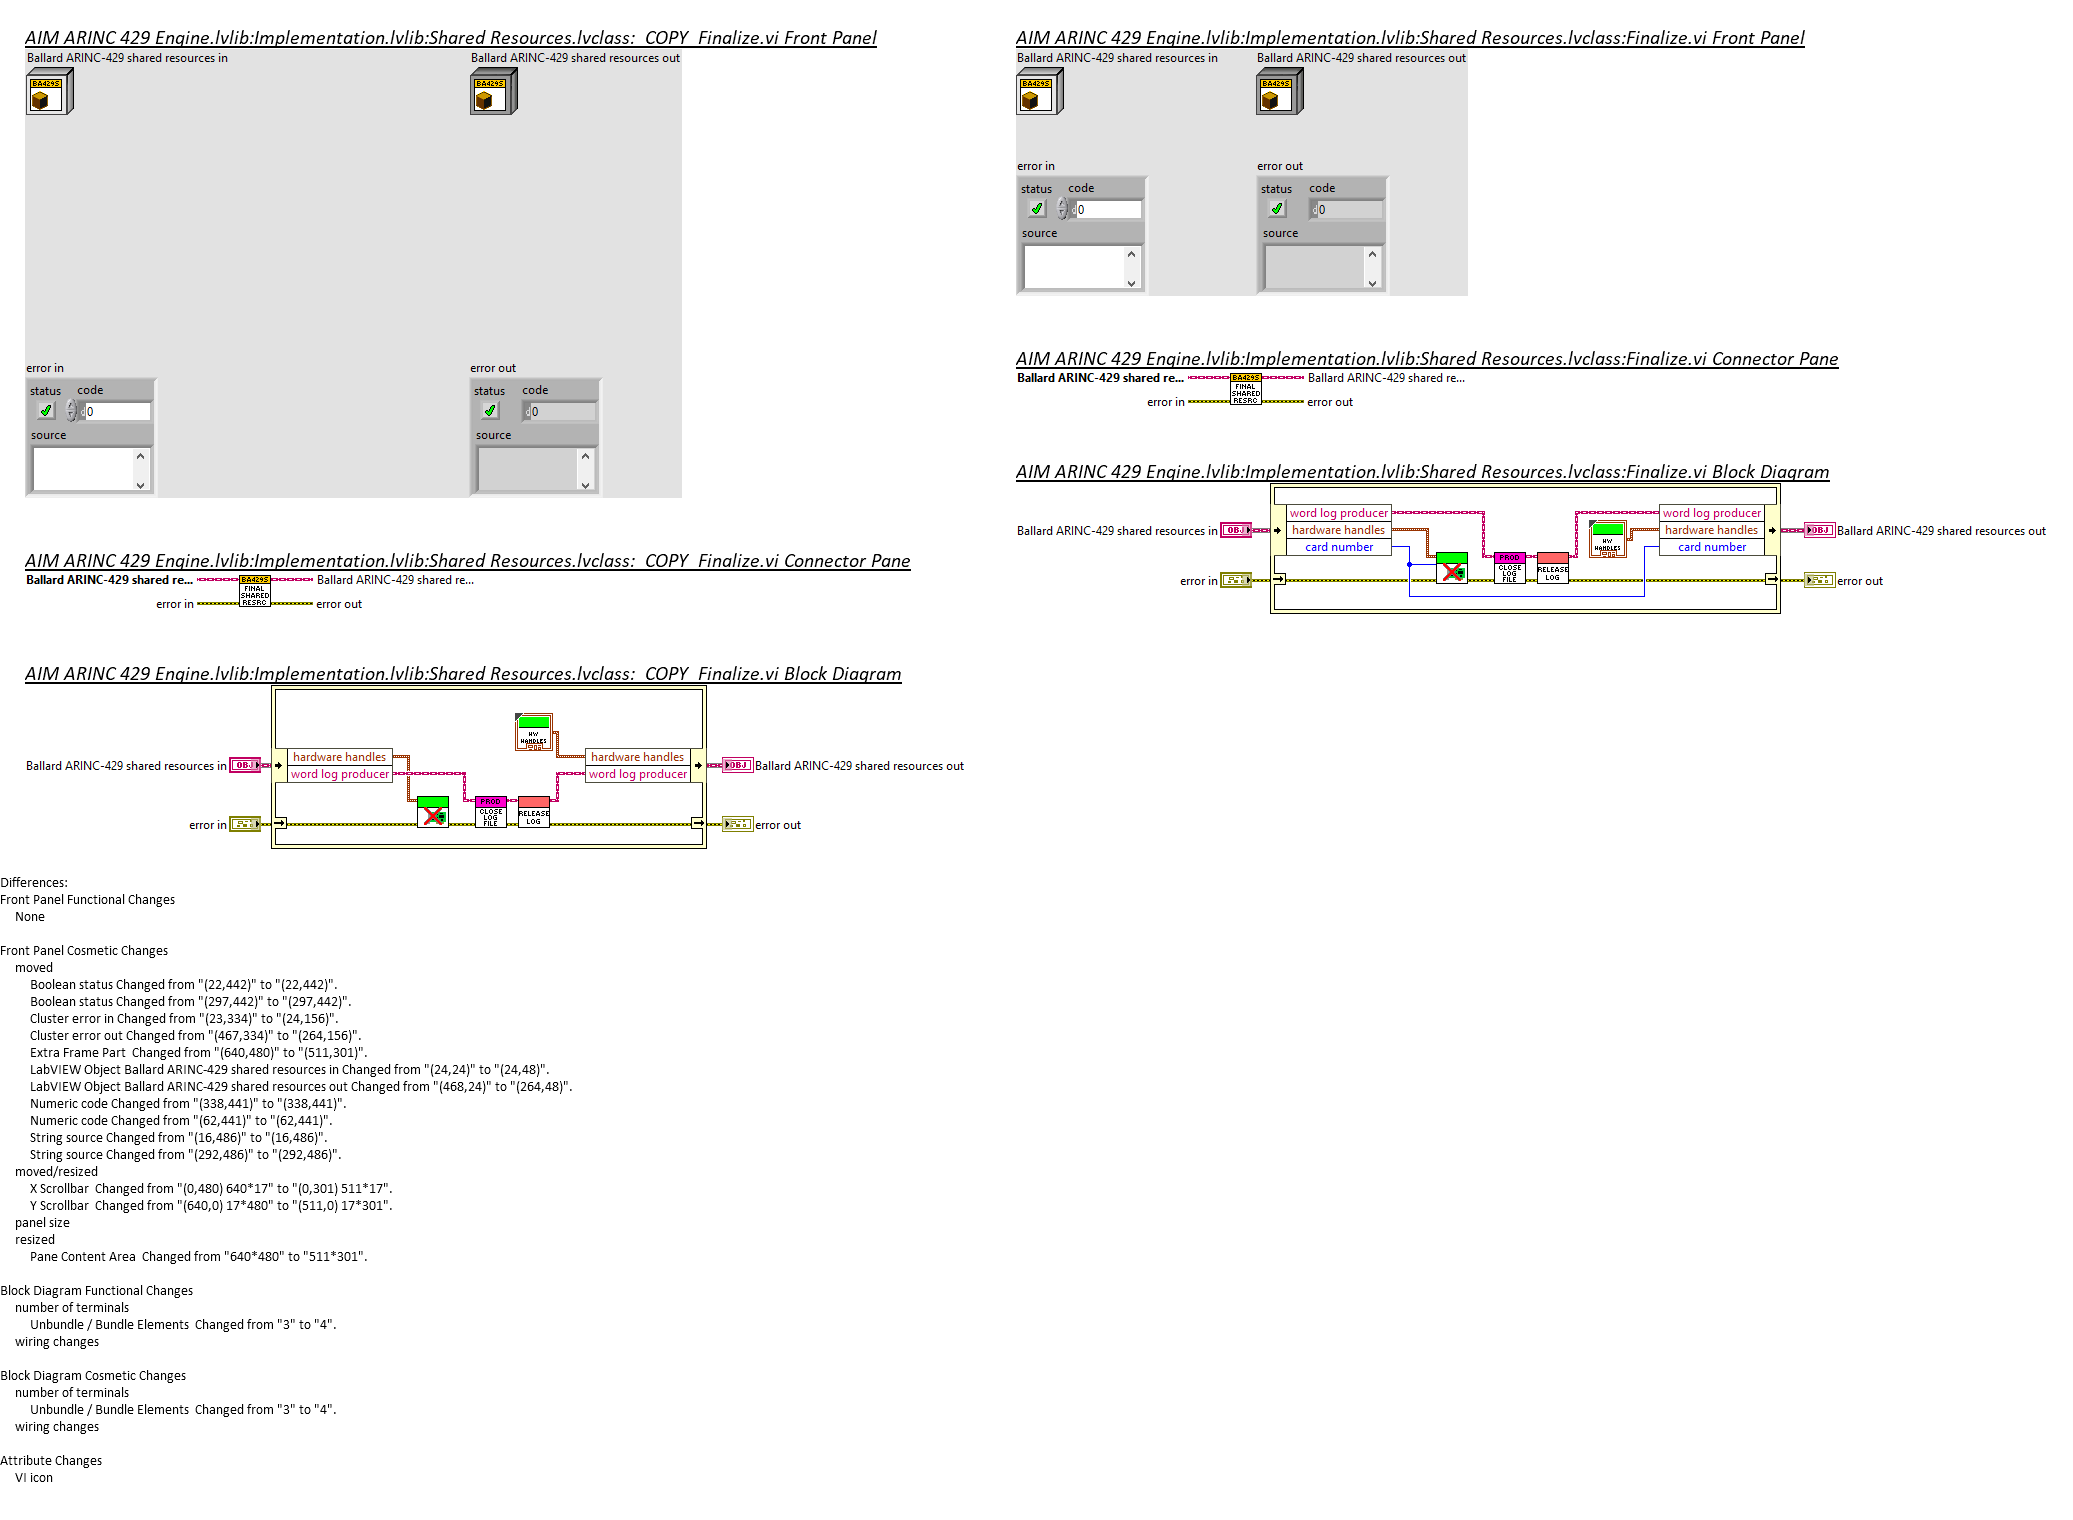 AIM ARINC 429 Engine.lvlib:Implementation.lvlib:Shared Resources.lvclass:  COPY  Finalize.vi Front Panel
Ballard ARINC-429 shared resources in
Ballard ARINC-429 shared resources out
BA429S
BA429S
error in
error out
status
code
status
code
0
d
0
source
source
AIM ARINC 429 Engine.lvlib:Implementation.lvlib:Shared Resources.lvclass:  COPY  Finalize.vi Connector Pane
Ballard ARINC-429 shared re...
BA429S
FINAL
SHARED
RESRC
Ballard ARINC-429 shared re...
error in
error out
AIM ARINC 429 Engine.lvlib:Implementation.lvlib:Shared Resources.lvclass:  COPY  Finalize.vi Block Diagram
HW
HANDLES
Ballard ARINC-429 shared resources in
OBJ
hardware handles
word log producer
hardware handles
word log producer
OBJ
Ballard ARINC-429 shared resources out
PROD
CLOSE
LOG
FILE
RELEASE
LOG
error in
error out
AIM ARINC 429 Engine.lvlib:Implementation.lvlib:Shared Resources.lvclass:Finalize.vi Front Panel
Ballard ARINC-429 shared resources in
Ballard ARINC-429 shared resources out
BA429S
BA429S
error in
error out
status
code
status
code
0
d
0
source
source
AIM ARINC 429 Engine.lvlib:Implementation.lvlib:Shared Resources.lvclass:Finalize.vi Connector Pane
Ballard ARINC-429 shared re...
BA429S
FINAL
SHARED
RESRC
Ballard ARINC-429 shared re...
error in
error out
AIM ARINC 429 Engine.lvlib:Implementation.lvlib:Shared Resources.lvclass:Finalize.vi Block Diagram
Ballard ARINC-429 shared resources in
OBJ
word log producer
hardware handles
card number
HW
HANDLES
word log producer
hardware handles
card number
OBJ
Ballard ARINC-429 shared resources out
PROD
CLOSE
LOG
FILE
RELEASE
LOG
error in
error out
Differences:
Front Panel Functional Changes
None
Front Panel Cosmetic Changes
moved
Boolean status Changed from "(22,442)" to "(22,442)".
Boolean status Changed from "(297,442)" to "(297,442)".
Cluster error in Changed from "(23,334)" to "(24,156)".
Cluster error out Changed from "(467,334)" to "(264,156)".
Extra Frame Part  Changed from "(640,480)" to "(511,301)".
LabVIEW Object Ballard ARINC-429 shared resources in Changed from "(24,24)" to "(24,48)".
LabVIEW Object Ballard ARINC-429 shared resources out Changed from "(468,24)" to "(264,48)".
Numeric code Changed from "(338,441)" to "(338,441)".
Numeric code Changed from "(62,441)" to "(62,441)".
String source Changed from "(16,486)" to "(16,486)".
String source Changed from "(292,486)" to "(292,486)".
moved/resized
X Scrollbar  Changed from "(0,480) 640*17" to "(0,301) 511*17".
Y Scrollbar  Changed from "(640,0) 17*480" to "(511,0) 17*301".
panel size
resized
Pane Content Area  Changed from "640*480" to "511*301".
Block Diagram Functional Changes
number of terminals
Unbundle / Bundle Elements  Changed from "3" to "4".
wiring changes
Block Diagram Cosmetic Changes
number of terminals
Unbundle / Bundle Elements  Changed from "3" to "4".
wiring changes
Attribute Changes
VI icon